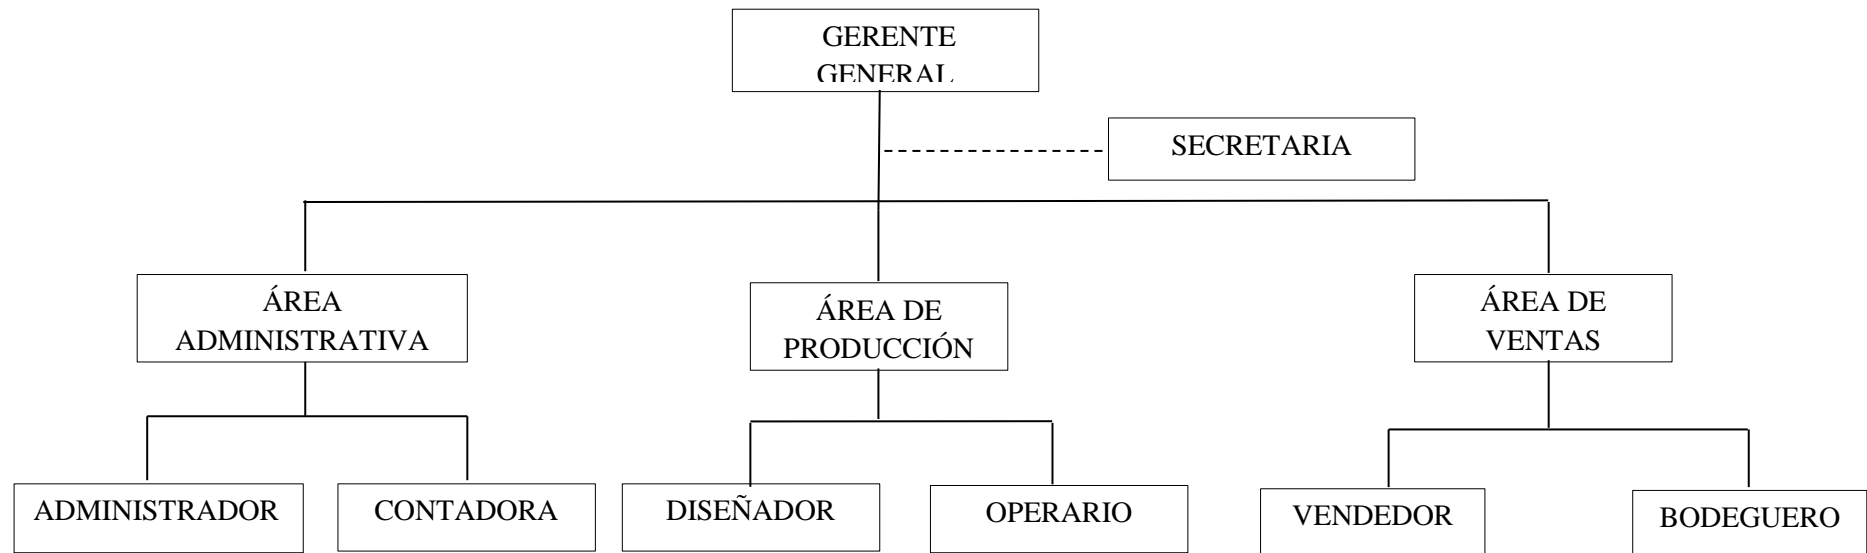 GERENTE
GENERAL
SECRETARIA
ÁREA
ADMINISTRATIVA
ÁREA DE
PRODUCCIÓN
ÁREA DE
VENTAS
ADMINISTRADOR
CONTADORA
DISEÑADOR
OPERARIO
VENDEDOR
BODEGUERO